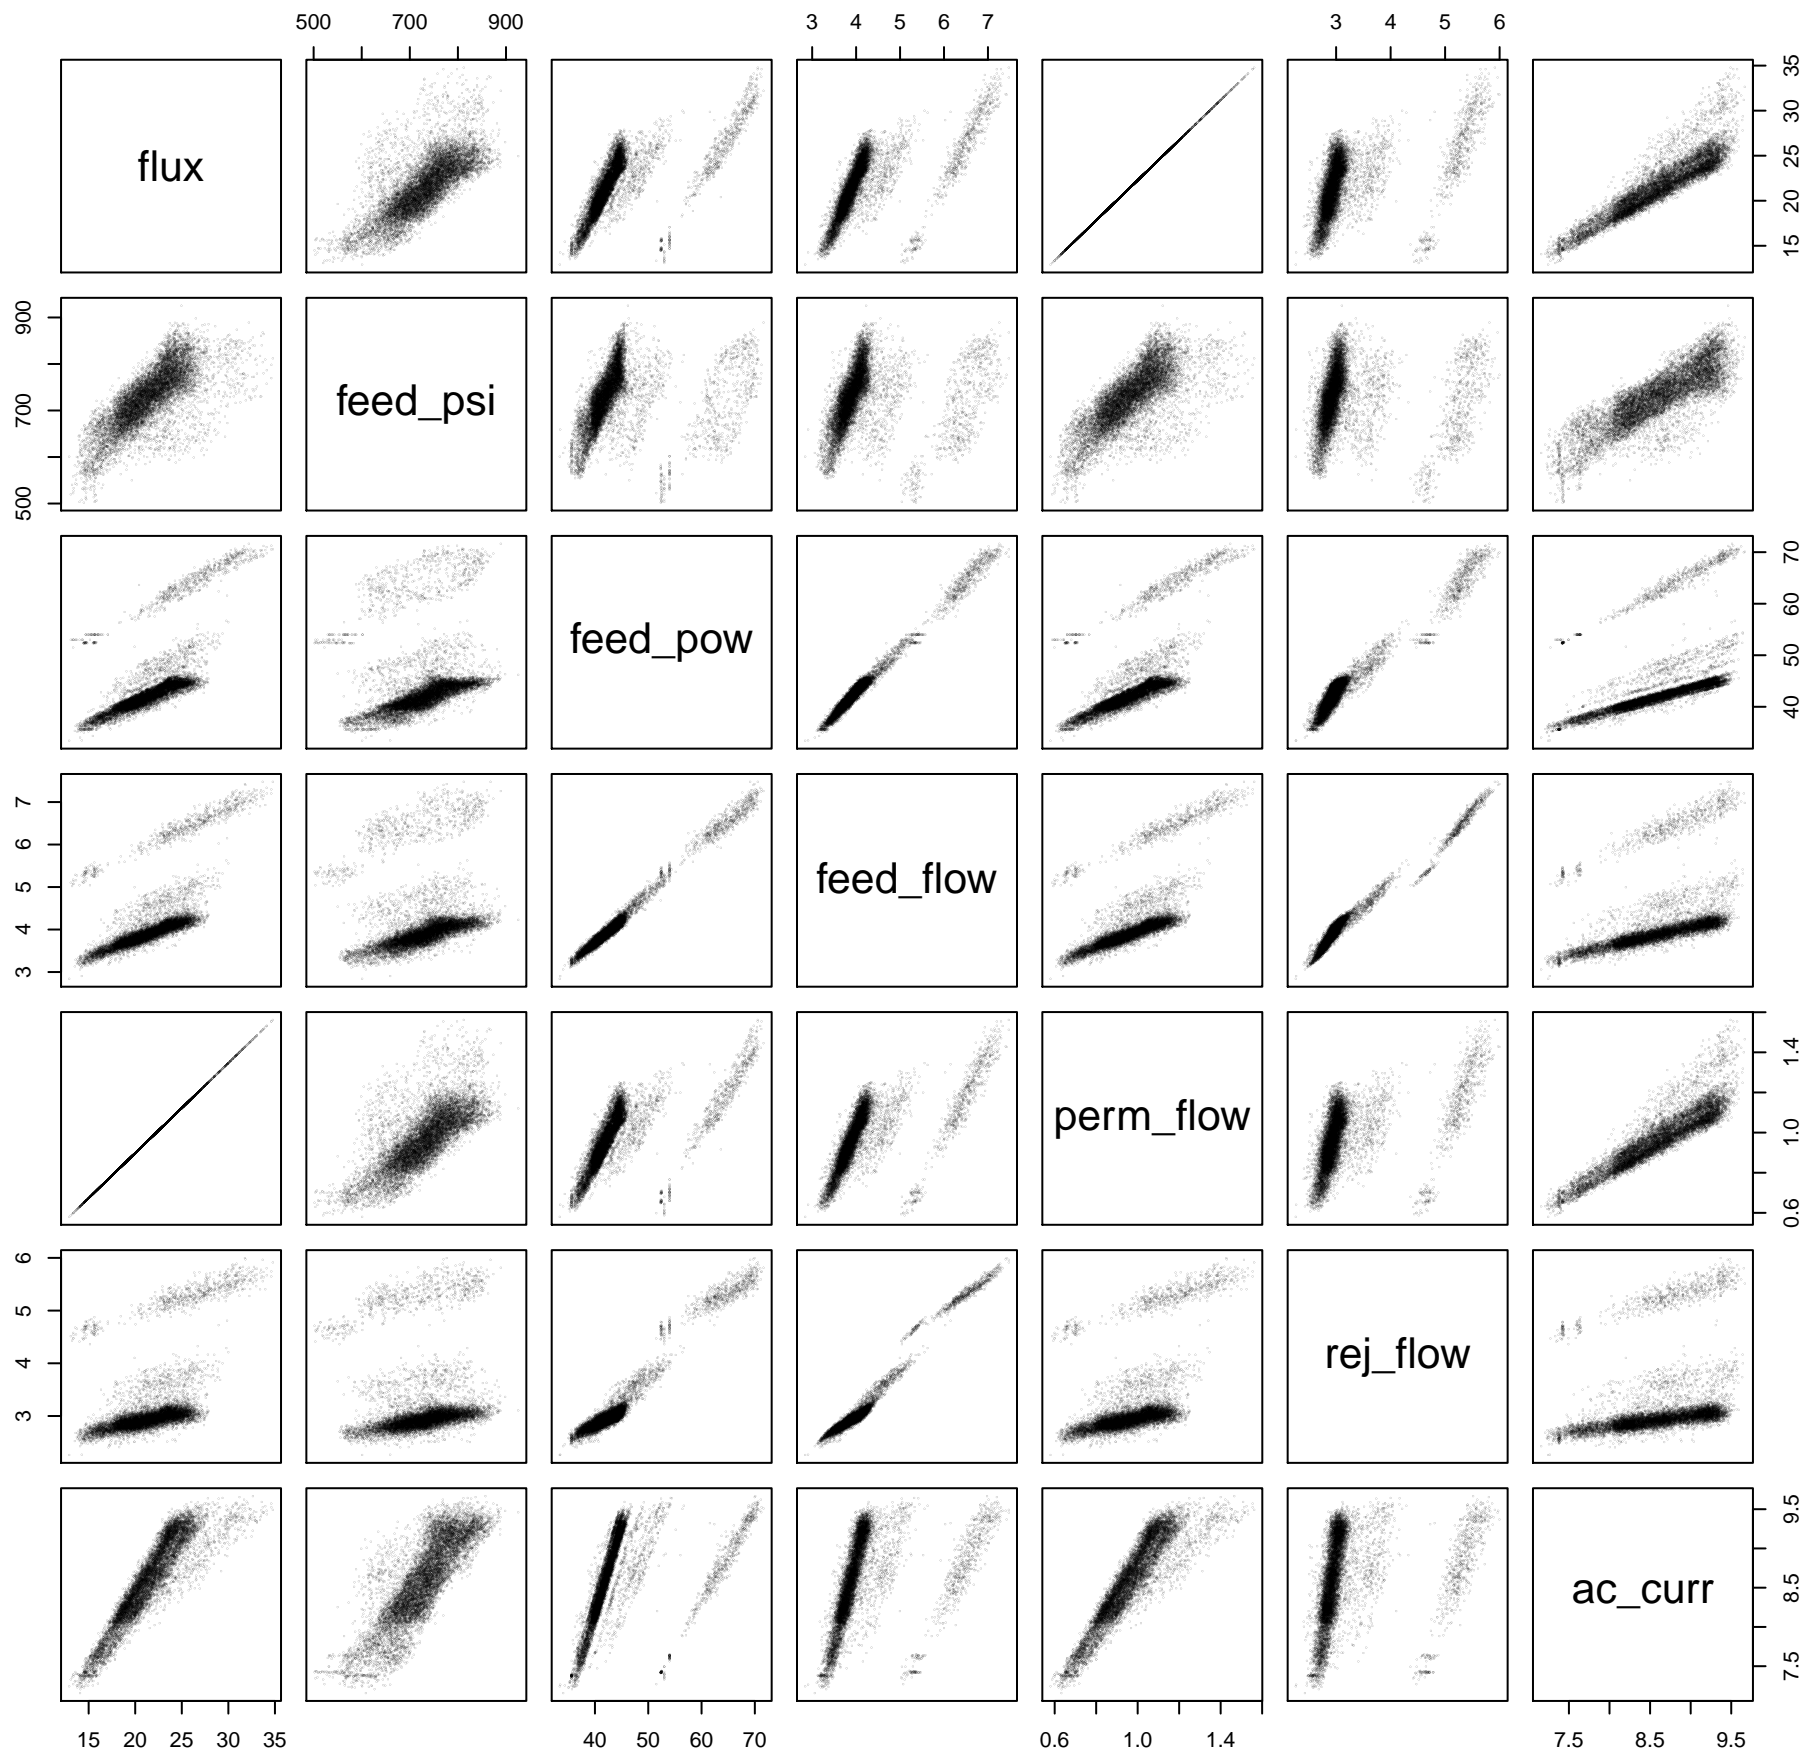 500 700 900 3 4 5 6 7 3 4 5 6
flux 15 20 25 30 35
500 700 900 feed_psi
feed_pow 40 50 60 70
3 4 5 6 7 feed_flow
perm_flow 0.6 1.0 1.4
3 4 5 6 rej_flow
ac_curr 7.5 8.5 9.5
15 20 25 30 35 40 50 60 70 0.6 1.0 1.4 7.5 8.5 9.5